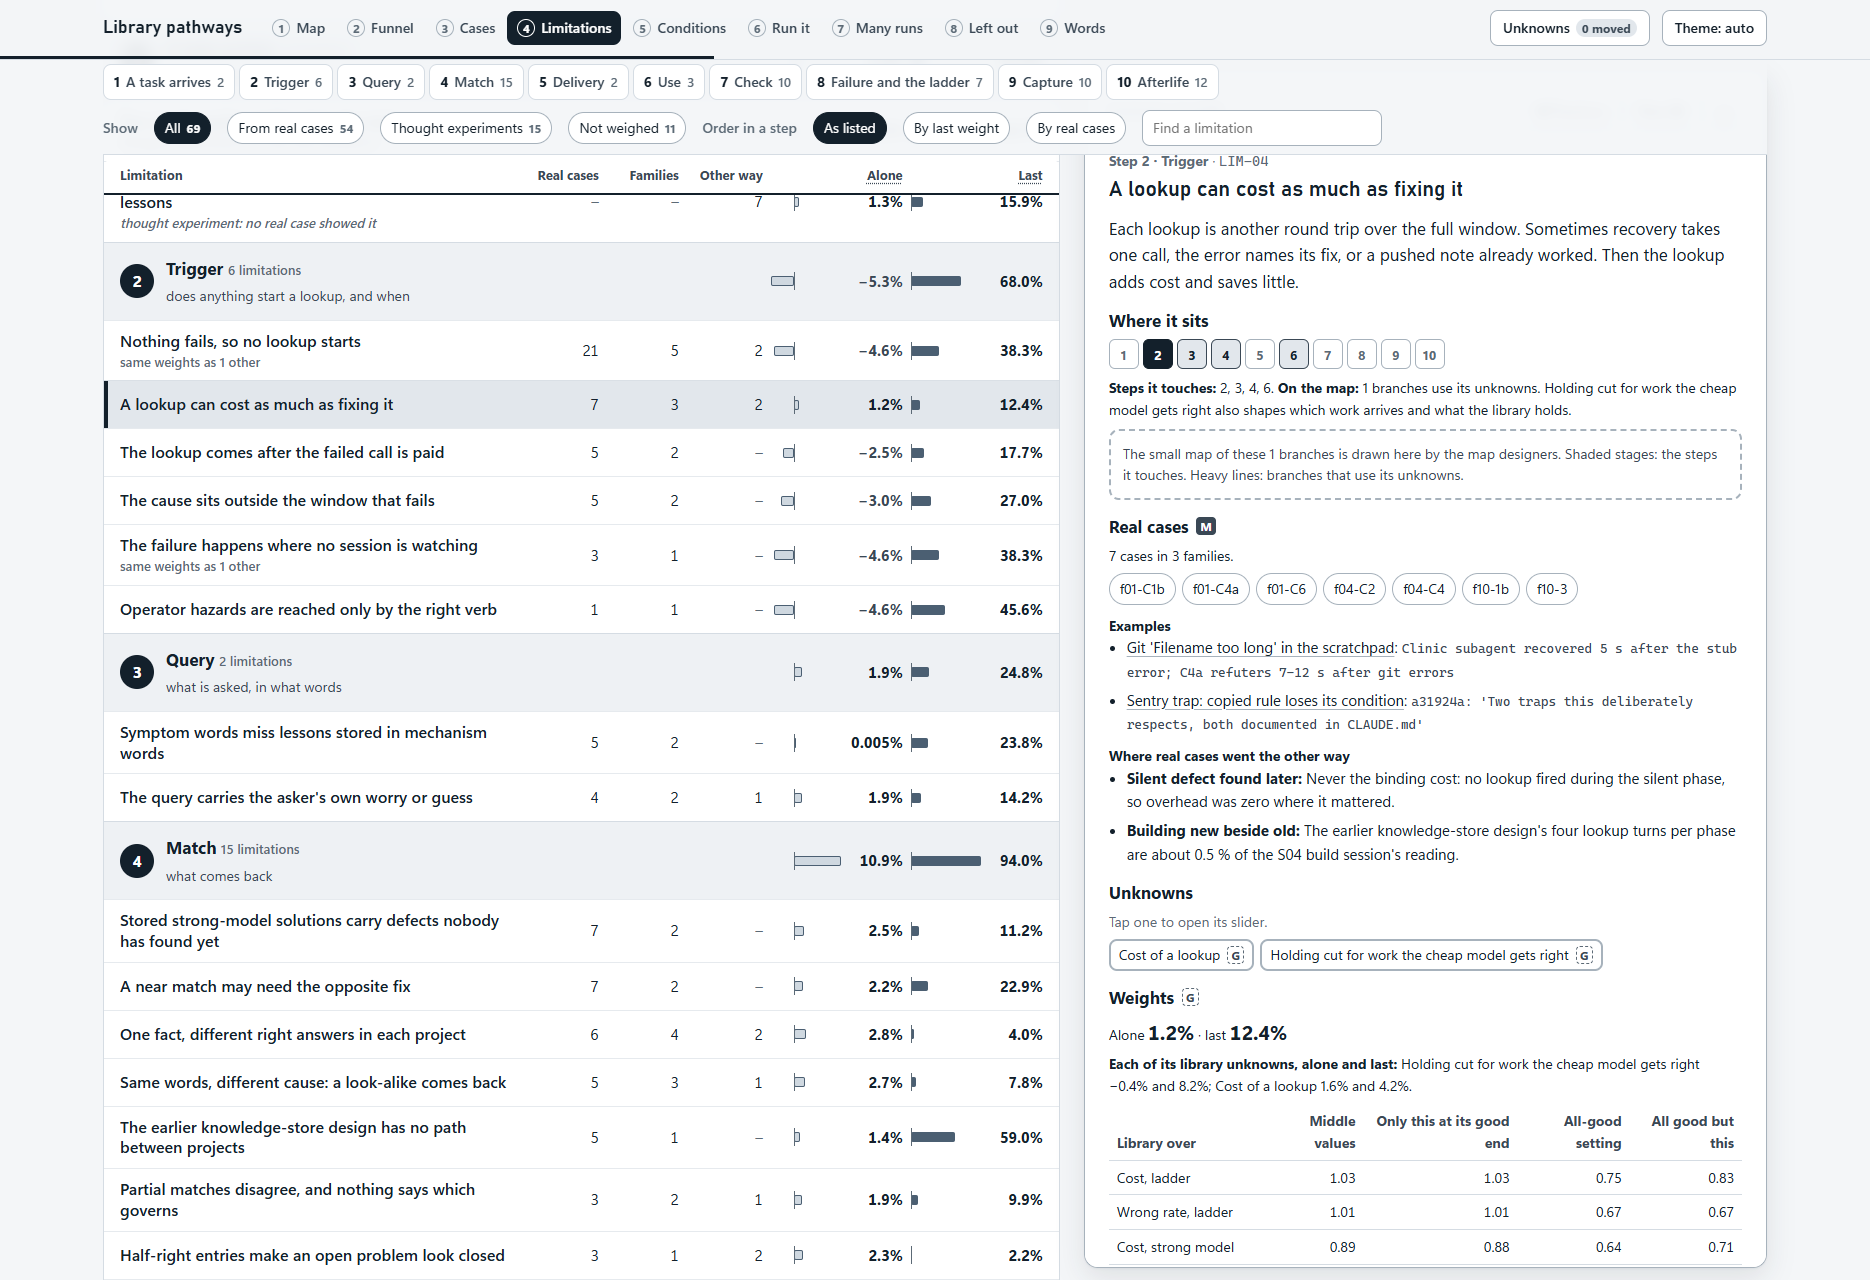 Library pathways
1 Map
2 Funnel
3 Cases
4 Limitations
5 Conditions
6 Run it
7 Many runs
8 Left out
9 Words
Unknowns 0 moved
Theme: auto
1 A task arrives 2
2 Trigger 6
3 Query 2
4 Match 15
5 Delivery 2
6 Use 3
7 Check 10
8 Failure and the ladder 7
9 Capture 10
10 Afterlife 12
Show
All 69
From real cases 54
Thought experiments 15
Not weighed 11
Order in a step
As listed
By last weight
By real cases
Find a limitation
Limitation Real cases Families Other way Alone Last
lessons – – 7 1.3% 15.9%
thought experiment: no real case showed it
2 Trigger 6 limitations −5.3% 68.0%
does anything start a lookup, and when
Nothing fails, so no lookup starts 21 5 2 −4.6% 38.3%
same weights as 1 other
A lookup can cost as much as fixing it 7 3 2 1.2% 12.4%
The lookup comes after the failed call is paid 5 2 – −2.5% 17.7%
The cause sits outside the window that fails 5 2 – −3.0% 27.0%
The failure happens where no session is watching 3 1 – −4.6% 38.3%
same weights as 1 other
Operator hazards are reached only by the right verb 1 1 – −4.6% 45.6%
3 Query 2 limitations 1.9% 24.8%
what is asked, in what words
Symptom words miss lessons stored in mechanism
words 5 2 – 0.005% 23.8%
The query carries the asker's own worry or guess 4 2 1 1.9% 14.2%
4 Match 15 limitations 10.9% 94.0%
what comes back
Stored strong-model solutions carry defects nobody
has found yet 7 2 – 2.5% 11.2%
A near match may need the opposite fix 7 2 – 2.2% 22.9%
One fact, different right answers in each project 6 4 2 2.8% 4.0%
Same words, different cause: a look-alike comes back 5 3 1 2.7% 7.8%
The earlier knowledge-store design has no path
between projects 5 1 – 1.4% 59.0%
Partial matches disagree, and nothing says which
governs 3 2 1 1.9% 9.9%
Half-right entries make an open problem look closed 3 1 2 2.3% 2.2%
Step 2 · Trigger · LIM-04
A lookup can cost as much as fixing it
Each lookup is another round trip over the full window. Sometimes recovery takes
one call, the error names its fix, or a pushed note already worked. Then the lookup
adds cost and saves little.
Where it sits
1 2 3 4 5 6 7 8 9 10
Steps it touches: 2, 3, 4, 6. On the map: 1 branches use its unknowns. Holding cut for work the cheap
model gets right also shapes which work arrives and what the library holds.
The small map of these 1 branches is drawn here by the map designers. Shaded stages: the steps
it touches. Heavy lines: branches that use its unknowns.
Real cases M
7 cases in 3 families.
f01-C1b f01-C4a f01-C6 f04-C2 f04-C4 f10-1b f10-3
Examples
• Git 'Filename too long' in the scratchpad: Clinic subagent recovered 5 s after the stub
error; C4a refuters 7–12 s after git errors
• Sentry trap: copied rule loses its condition: a31924a: 'Two traps this deliberately
respects, both documented in CLAUDE.md'
Where real cases went the other way
• Silent defect found later: Never the binding cost: no lookup fired during the silent phase,
so overhead was zero where it mattered.
• Building new beside old: The earlier knowledge-store design's four lookup turns per phase
are about 0.5 % of the S04 build session's reading.
Unknowns
Tap one to open its slider.
Cost of a lookup G
Holding cut for work the cheap model gets right G
Weights G
Alone 1.2% · last 12.4%
Each of its library unknowns, alone and last: Holding cut for work the cheap model gets right
−0.4% and 8.2%; Cost of a lookup 1.6% and 4.2%.
Library over Middle values Only this at its good end All-good setting All good but this
Cost, ladder 1.03 1.03 0.75 0.83
Wrong rate, ladder 1.01 1.01 0.67 0.67
Cost, strong model 0.89 0.88 0.64 0.71